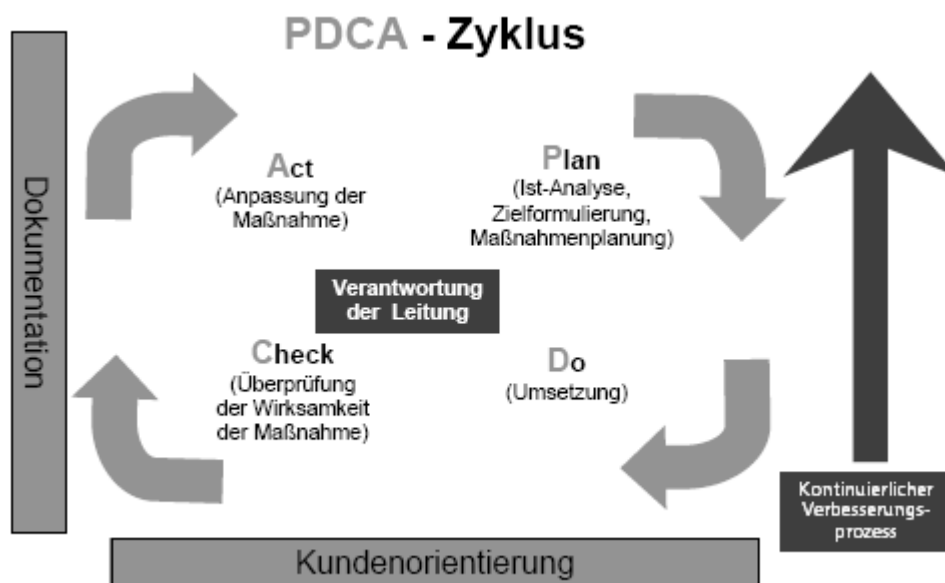 PDCA - Zyklus
Dokumentation
Act
(Anpassung der
Maßnahme)
Plan
(Ist-Analyse,
Zielformulierung,
Maßnahmenplanung)
Verantwortung
der Leitung
Check
(Überprüfung
der Wirksamkeit
der Maßnahme)
Do
(Umsetzung)
Kontinuierlicher
Verbesserungs-
prozess
Kundenorientierung